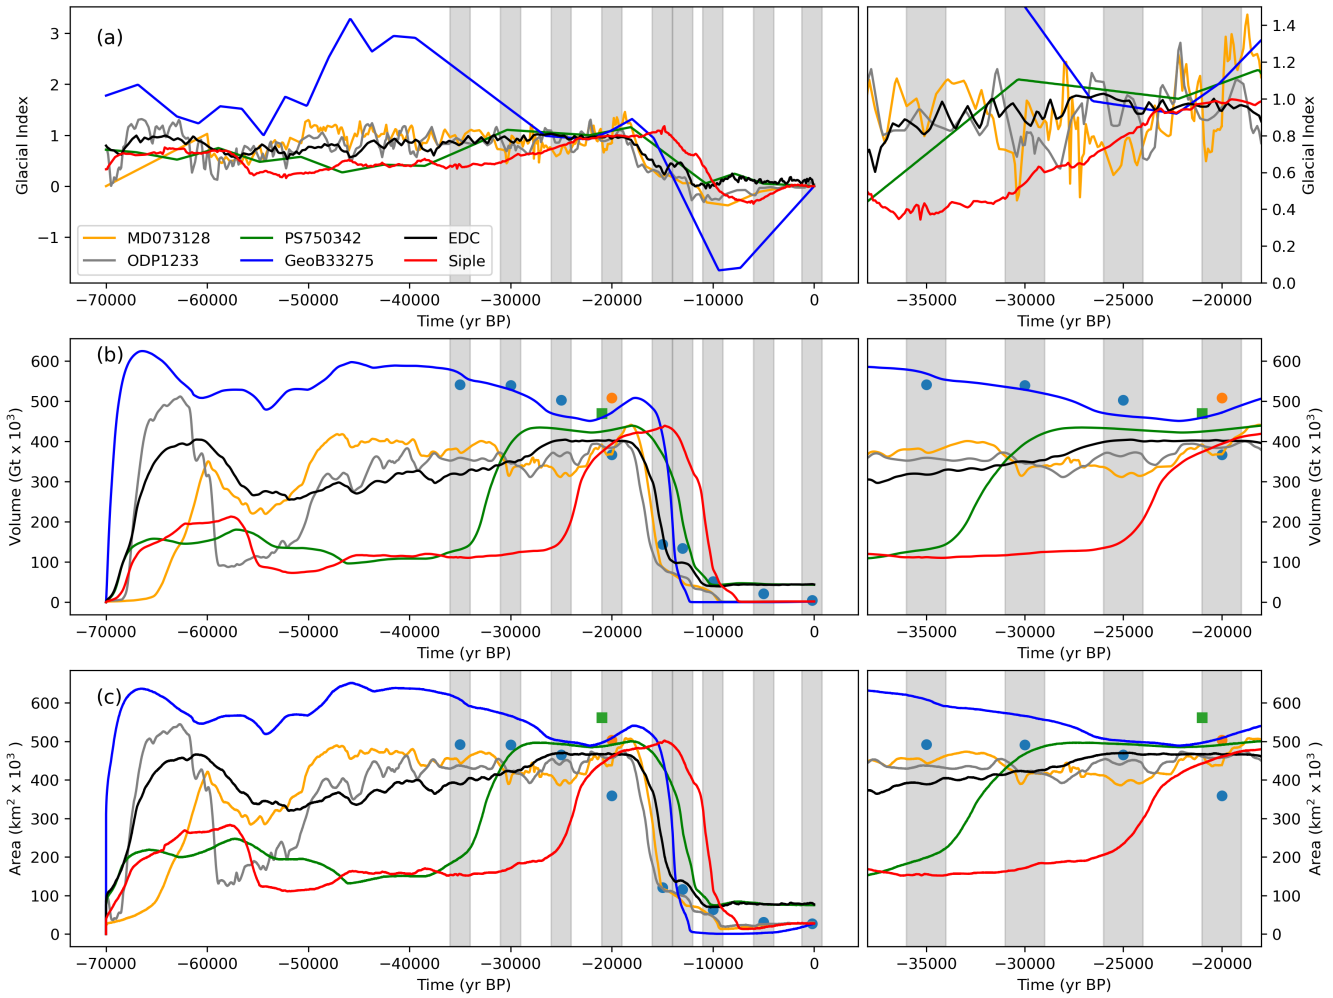 (a)
Glacial Index
3
2
1
0
−1
MD073128
PS750342
EDC
ODP1233
GeoB33275
Siple
−70000 −60000 −50000 −40000 −30000 −20000 −10000 0
Time (yr BP)
1.4
1.2
1.0
0.8
0.6
0.4
0.2
0.0
Glacial Index
−35000 −30000 −25000 −20000
Time (yr BP)
(b)
Volume (Gt x 10³)
600
500
400
300
200
100
0
−70000 −60000 −50000 −40000 −30000 −20000 −10000 0
Time (yr BP)
600
500
400
300
200
100
0
Volume (Gt x 10³)
−35000 −30000 −25000 −20000
Time (yr BP)
(c)
Area (km² x 10³ )
600
500
400
300
200
100
0
−70000 −60000 −50000 −40000 −30000 −20000 −10000 0
Time (yr BP)
600
500
400
300
200
100
0
Area (km² x 10³ )
−35000 −30000 −25000 −20000
Time (yr BP)